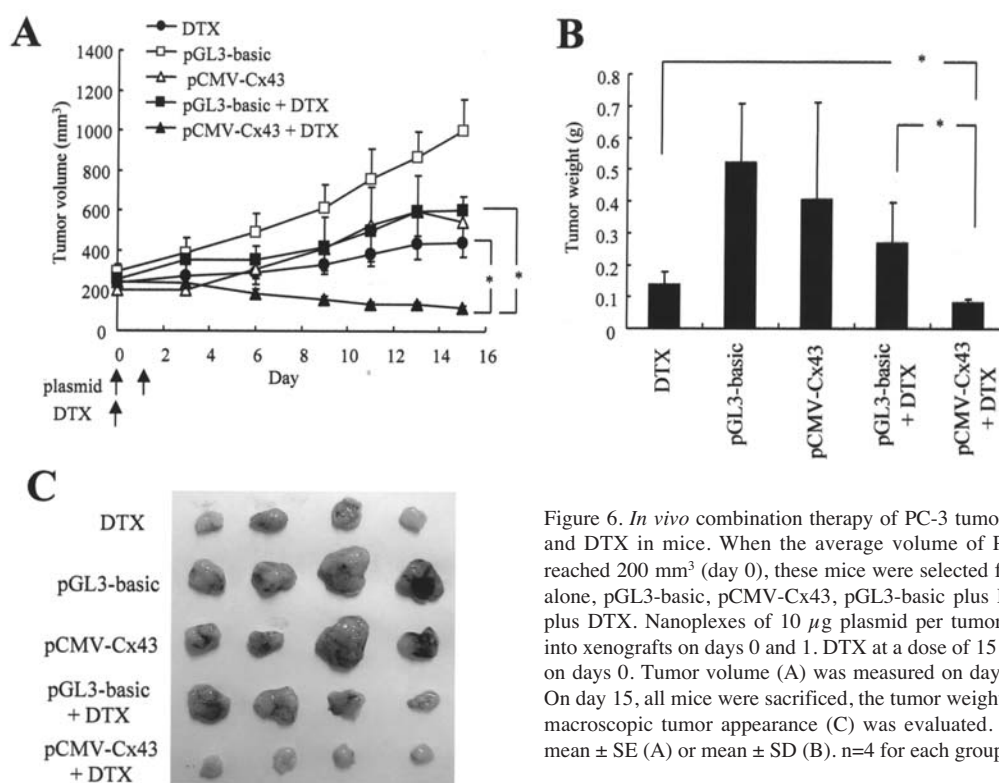 A
DTX
pGL3-basic
pCMV-Cx43
pGL3-basic + DTX
pCMV-Cx43 + DTX
Tumor volume (mm³)
1400
1200
1000
800
600
400
200
0
* *
0 2 4 6 8 10 12 14 16
Day
plasmid
DTX
B
*
*
Tumor weight (g)
0.8
0.7
0.6
0.5
0.4
0.3
0.2
0.1
0
DTX
pGL3-basic
pCMV-Cx43
pGL3-basic
+ DTX
pCMV-Cx43
+ DTX
C
DTX
pGL3-basic
pCMV-Cx43
pGL3-basic
+ DTX
pCMV-Cx43
+ DTX
Figure 6. In vivo combination therapy of PC-3 tumo
and DTX in mice. When the average volume of
reached 200 mm³ (day 0), these mice were selected
alone, pGL3-basic, pCMV-Cx43, pGL3-basic plus
plus DTX. Nanoplexes of 10 µg plasmid per tumor
into xenografts on days 0 and 1. DTX at a dose of 15
on days 0. Tumor volume (A) was measured on day
On day 15, all mice were sacrificed, the tumor weigh
macroscopic tumor appearance (C) was evaluated.
mean ± SE (A) or mean ± SD (B). n=4 for each group